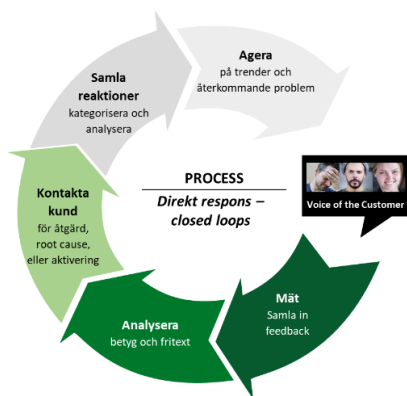 Agera
på trender och
återkommande problem
Samla
reaktioner
kategorisera och
analysera
Kontakta
kund
för åtgärd,
root cause,
eller aktivering
PROCESS
Direkt respons –
closed loops
Voice of the Customer
Mät
Samla in
feedback
Analysera
betyg och fritext